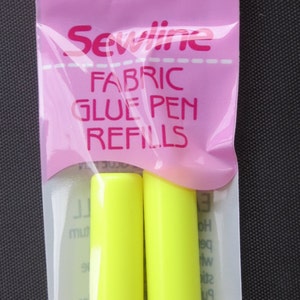 Sewline
FABRIC
GLUE PEN
REFILLS